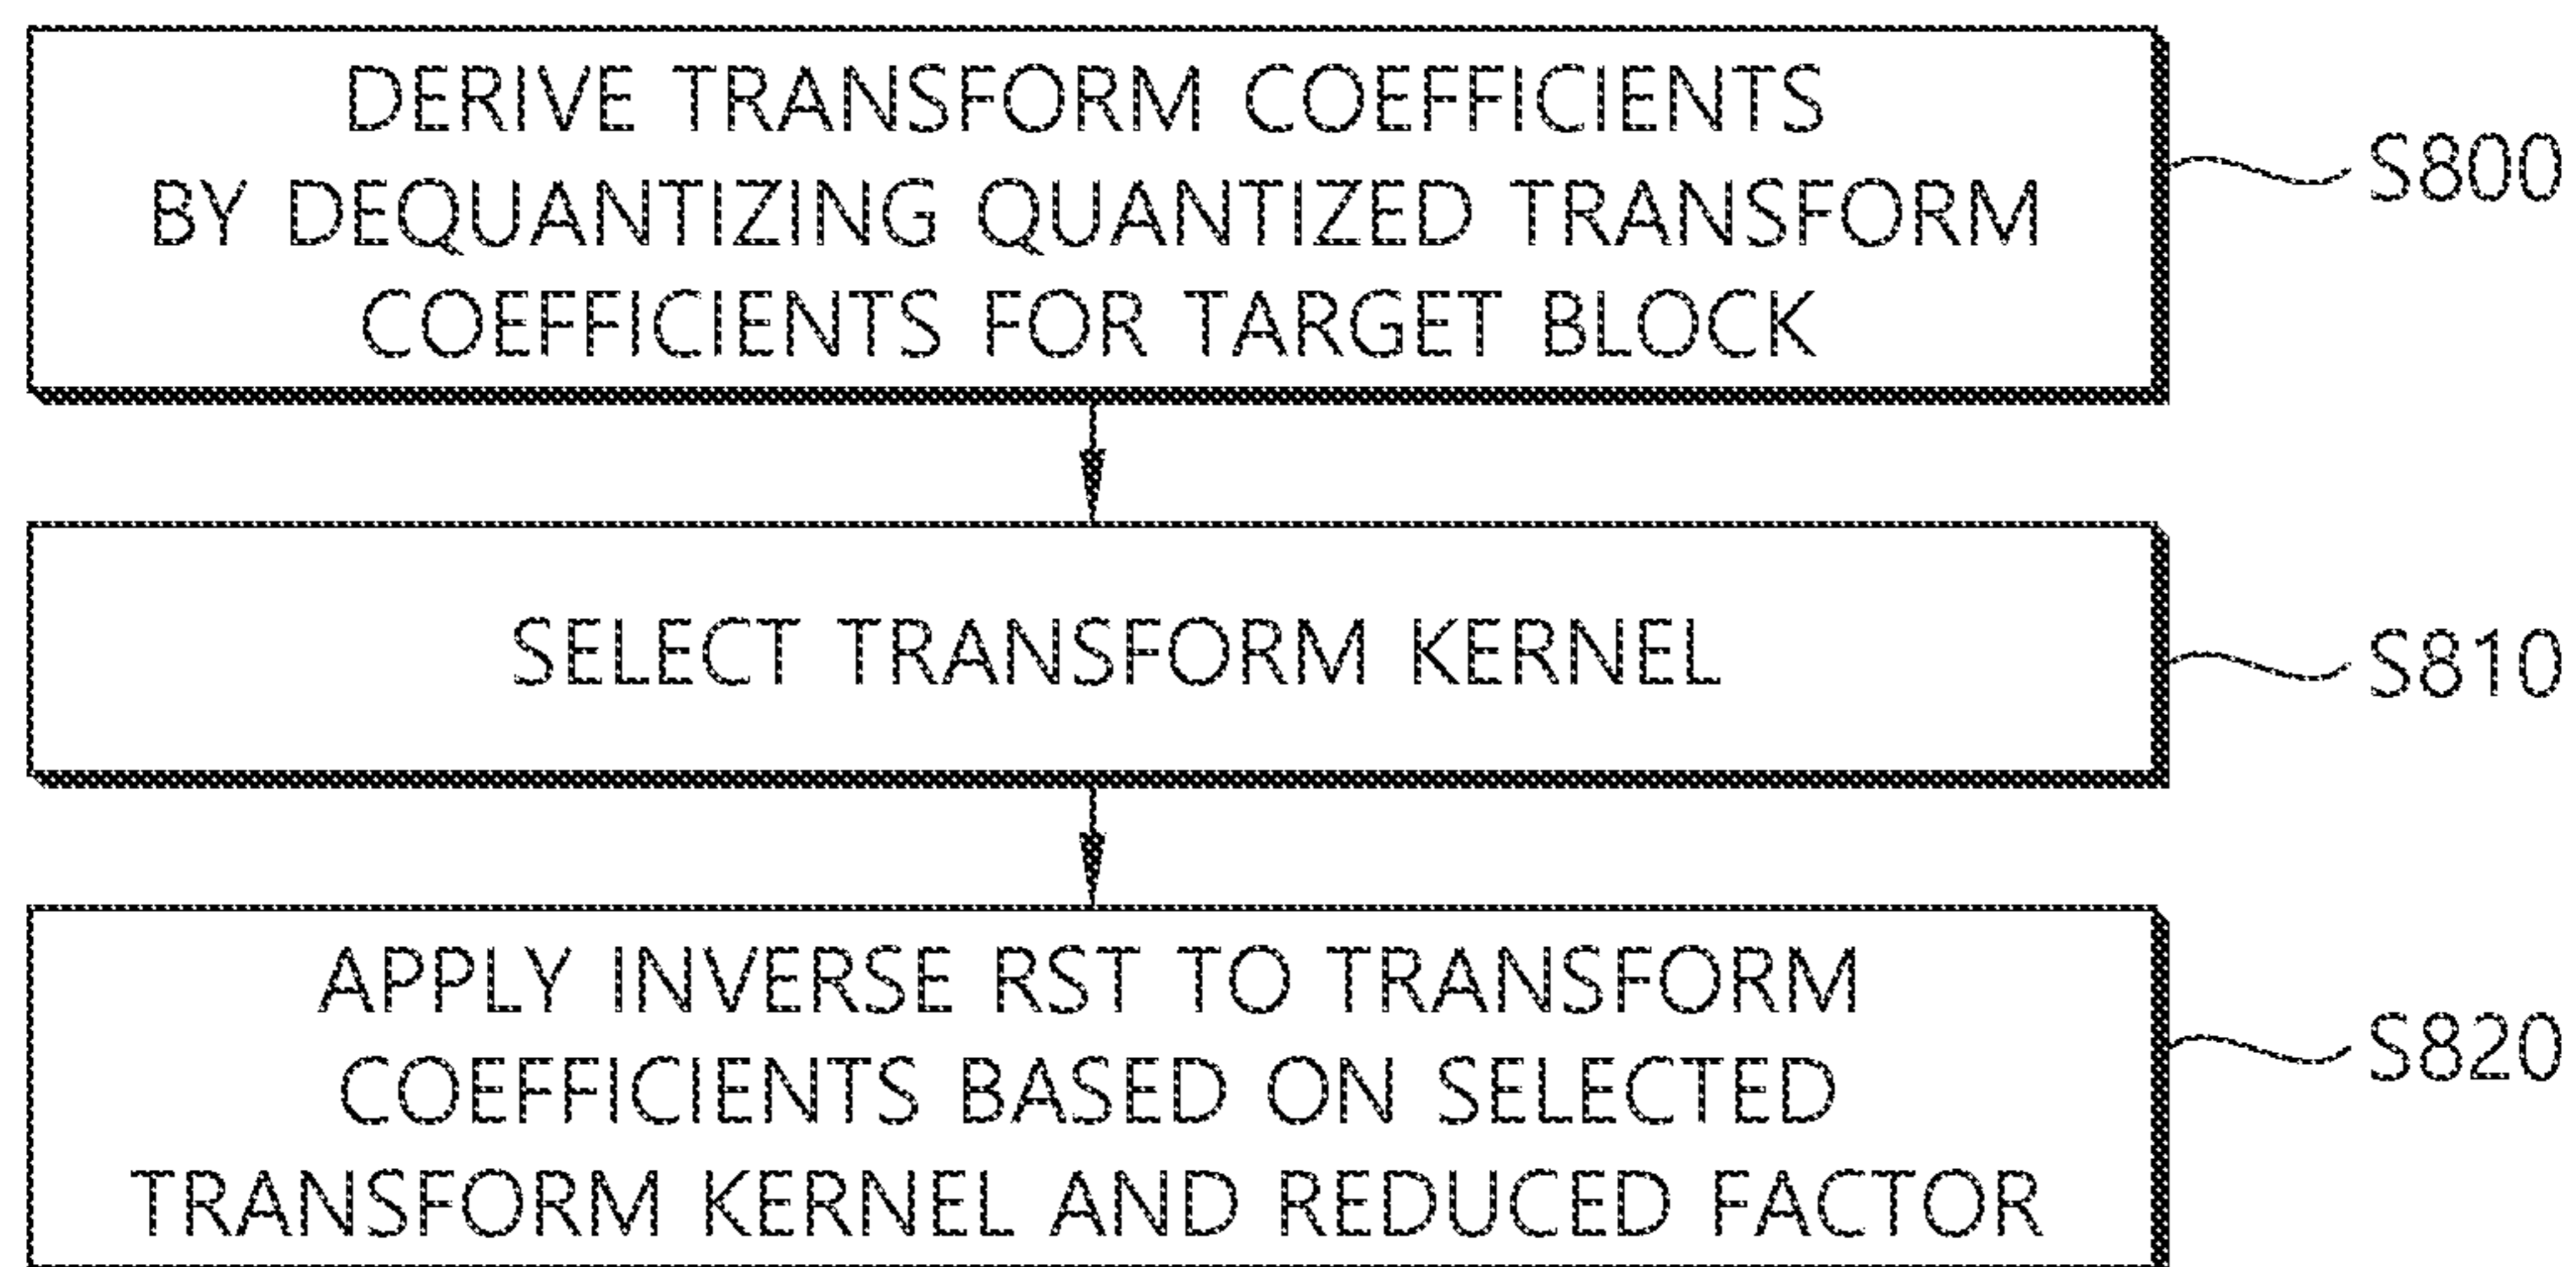 DERIVE TRANSFORM COEFFICIENTS
BY DEQUANTIZING QUANTIZED TRANSFORM
COEFFICIENTS FOR TARGET BLOCK
S800
SELECT TRANSFORM KERNEL
S810
APPLY INVERSE RST TO TRANSFORM
COEFFICIENTS BASED ON SELECTED
TRANSFORM KERNEL AND REDUCED FACTOR
S820